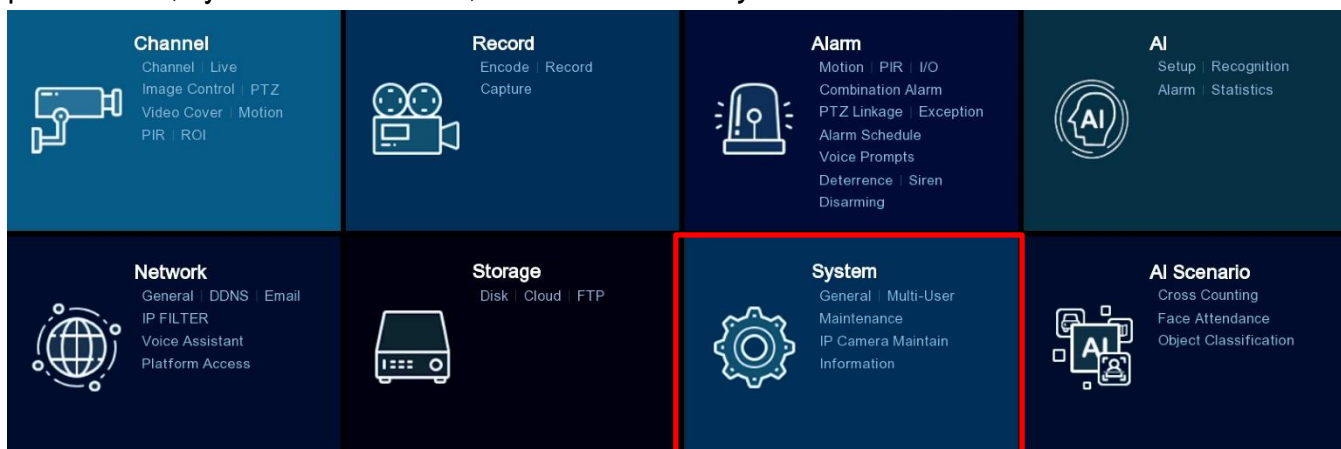 Channel
Channel | Live
Image Control | PTZ
Video Cover | Motion
PIR | ROI
Record
Encode | Record
Capture
Alarm
Motion | PIR | I/O
Combination Alarm
PTZ Linkage | Exception
Alarm Schedule
Voice Prompts
Deterrence | Siren
Disarming
AI
Setup | Recognition
Alarm | Statistics
AI
Network
General | DDNS | Email
IP FILTER
Voice Assistant
Platform Access
Storage
Disk | Cloud | FTP
System
General | Multi-User
Maintenance
IP Camera Maintain
Information
AI Scenario
Cross Counting
Face Attendance
Object Classification
AI